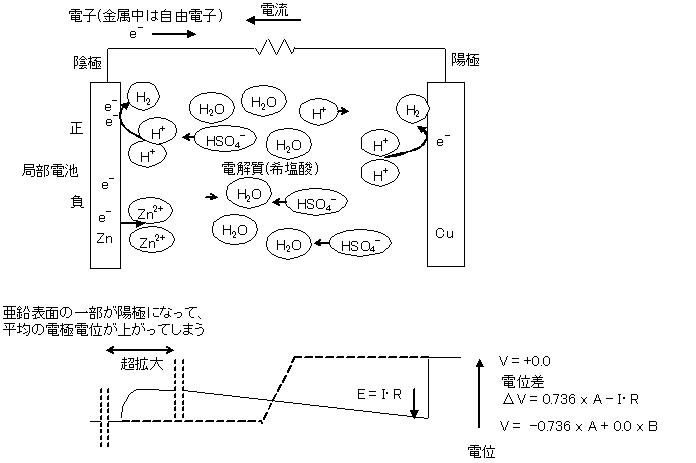 電子(金属中は自由電子)
e⁻
電流
陰極
陽極
e⁻
e⁻
H₂
H⁺
H⁺
H₂O
H₂O
H⁺
HSO₄⁻
H₂O
H₂
H⁺
H⁺
e⁻
正
局部電池
負
電解質(希塩酸)
e⁻
e⁻
Zn
Zn²⁺
Zn²⁺
H₂O
HSO₄⁻
H₂O
H₂O
HSO₄⁻
Cu
亜鉛表面の一部が陽極になって、
平均の電極電位が上がってしまう
超拡大
E=I・R
V=+0.0
電位差
△V=0.736 x A-I・R
V= -0.736 x A+0.0 x B
電位